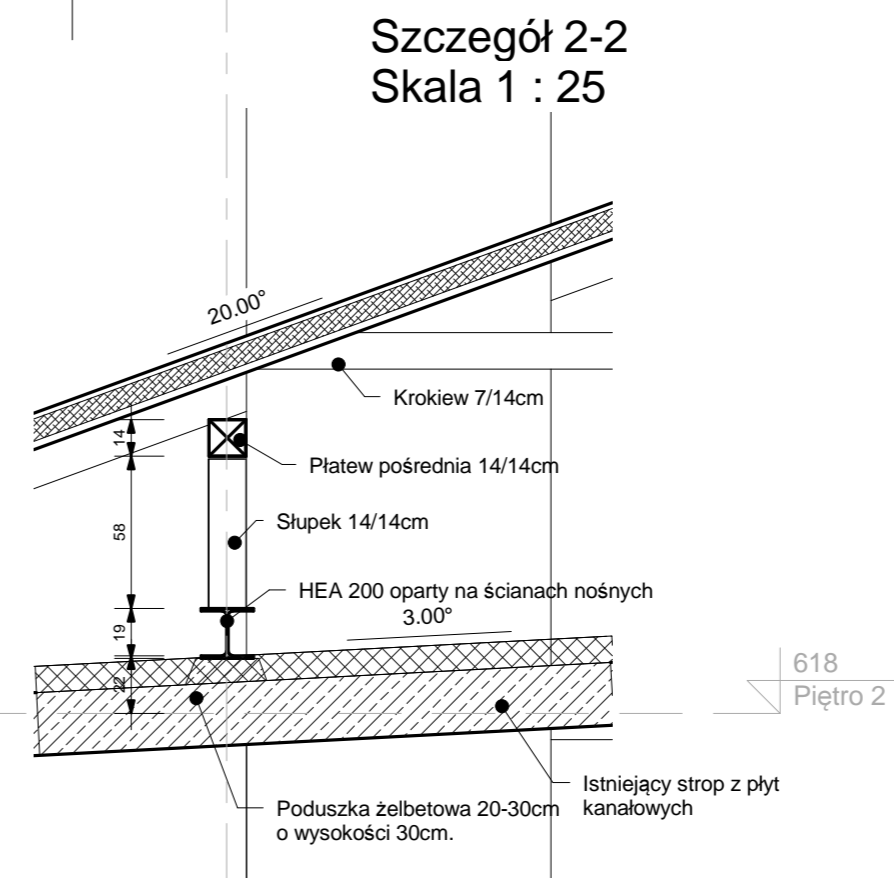 Szczegół 2-2
Skala 1 : 25
20.00°
Krokiew 7/14cm
14
Płatew pośrednia 14/14cm
58
Słupek 14/14cm
HEA 200 oparty na ścianach nośnych
19
3.00°
22
618
Piętro 2
Istniejący strop z płyt
kanałowych
Poduszka żelbetowa 20-30cm
o wysokości 30cm.